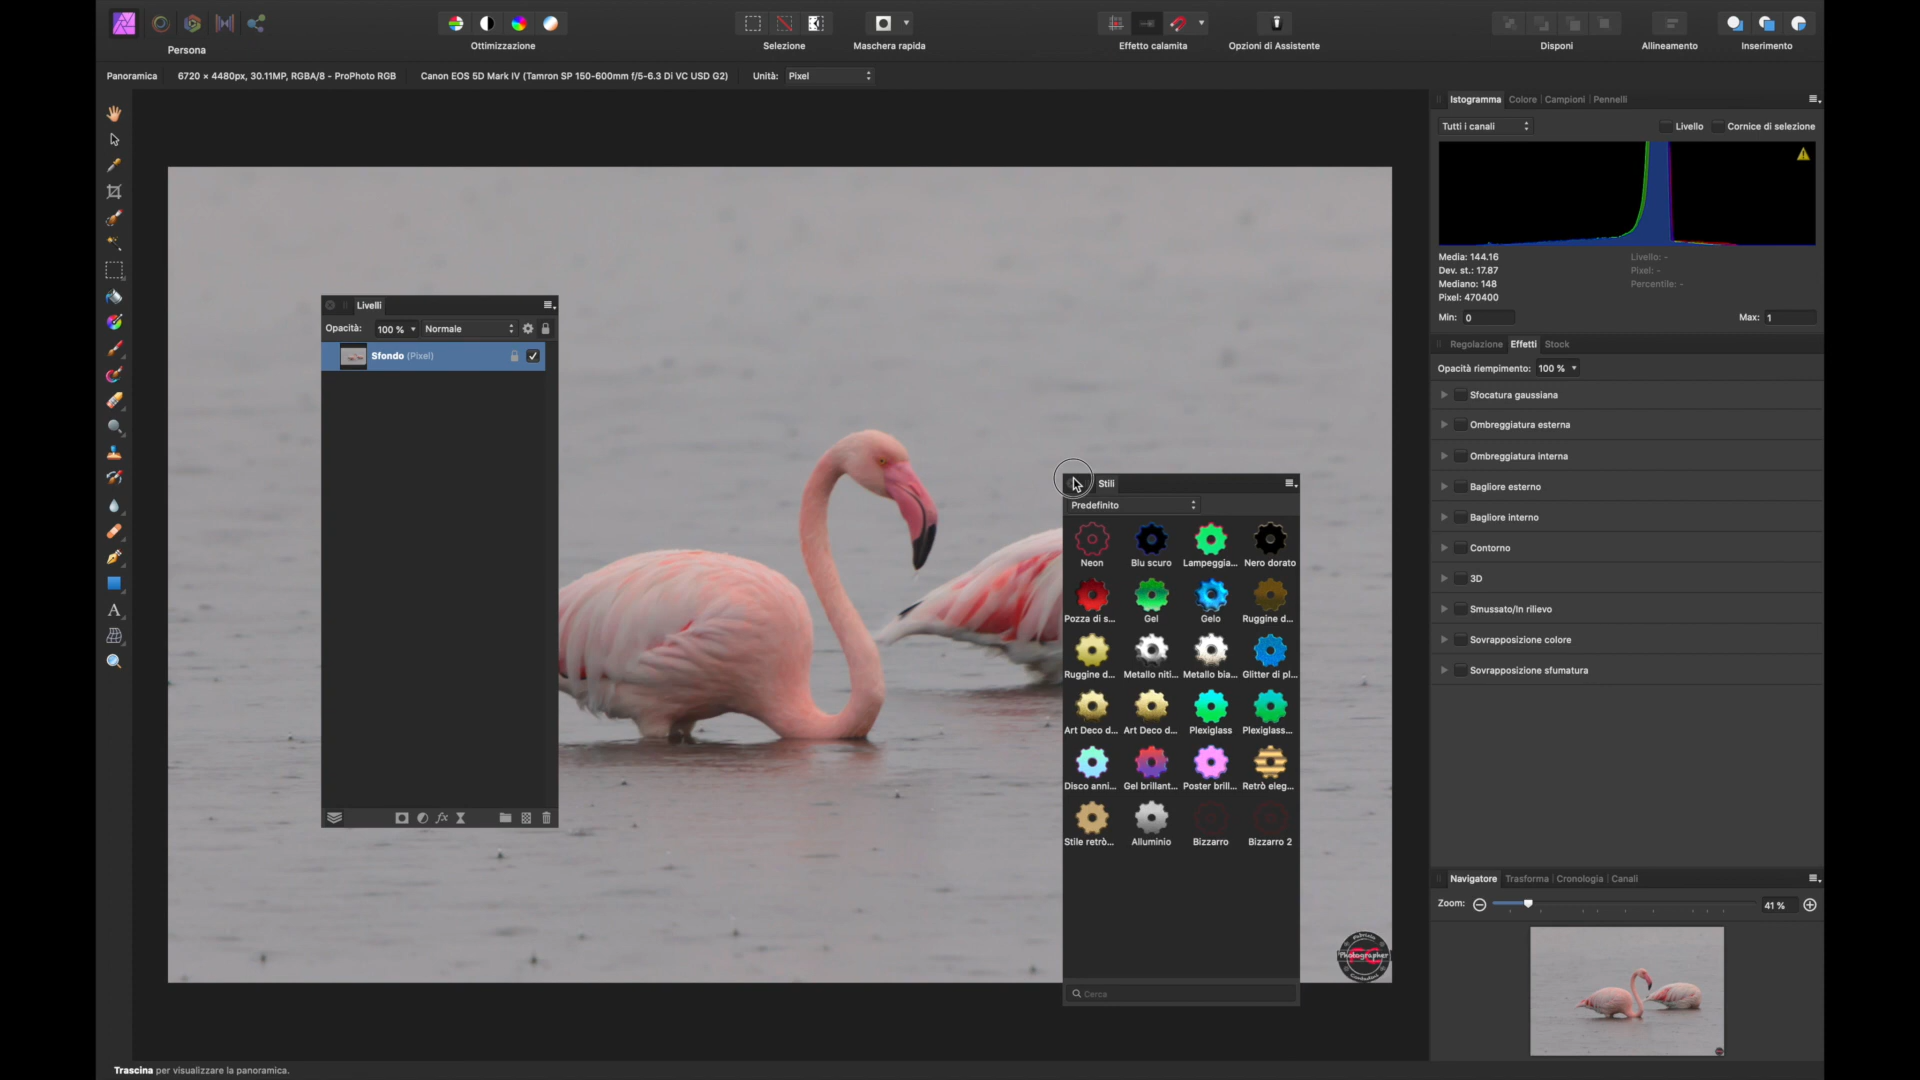 Persona
Ottimizzazione
Selezione
Maschera rapida
Effetto calamita
Opzioni di Assistente
Disponi
Allineamento
Inserimento
Panoramica
6720 × 4480px, 30.11MP, RGBA/8 - ProPhoto RGB
Canon EOS 5D Mark IV (Tamron SP 150-600mm f/5-6.3 Di VC USD G2)
Unità: Pixel
Istogramma Colore Campioni Pennelli
Tutti i canali
Livello
Cornice di selezione
Media: 144.16
Dev. st.: 17.87
Mediano: 148
Pixel: 470400
Livello: -
Pixel: -
Percentile: -
Min: 0
Max: 1
Regolazione Effetti Stock
Opacità riempimento: 100 %
Sfocatura gaussiana
Ombreggiatura esterna
Ombreggiatura interna
Bagliore esterno
Bagliore interno
Contorno
3D
Smussato/In rilievo
Sovrapposizione colore
Sovrapposizione sfumatura
Navigatore Trasforma Cronologia Canali
Zoom: 41 %
Livelli
Opacità: 100 % Normale
Sfondo (Pixel)
fx
Stili
Predefinito
Neon Blu scuro Lampeggia... Nero dorato
Pozza di s... Gel Gelo Ruggine d...
Ruggine d... Metallo niti... Metallo bia... Glitter di pl...
Art Deco d... Art Deco d... Plexiglass Plexiglass...
Disco anni... Gel brillant... Poster brill... Retrò eleg...
Stile retrò... Alluminio Bizzarro Bizzarro 2
Cerca
A
Photographer
Trascina per visualizzare la panoramica.